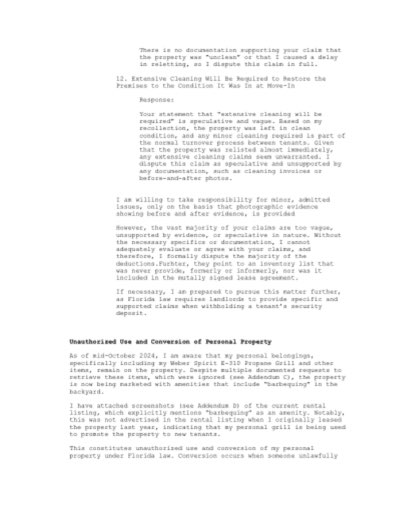 There is no documentation supporting your claim that
the property was "unclean" or that I caused a delay
in reletting, so I dispute this claim in full.
12. Extensive Cleaning Will Be Required to Restore the
Premises to the Condition It Was In at Move-In
Response:
Your statement that "extensive cleaning will be
required" is speculative and vague. Based on my
recollection, the property was left in clean
condition, and any minor cleaning required is part of
the normal turnover process between tenants. Given
that the property was relisted almost immediately,
any extensive cleaning claims seem unwarranted. I
dispute this claim as speculative and unsupported by
any documentation, such as cleaning invoices or
before-and-after photos.
I am willing to take responsibility for minor, admitted
issues, only on the basis that photographic evidence
showing before and after evidence, is provided
However, the vast majority of your claims are too vague,
unsupported by evidence, or speculative in nature. Without
the necessary specifics or documentation, I cannot
adequately evaluate or agree with your claims, and
therefore, I formally dispute the majority of the
deductions.Furhter, they point to an inventory list that
was never provide, formerly or informerly, nor was it
included in the mutally signed lease agreement.
If necessary, I am prepared to pursue this matter further,
as Florida law requires landlords to provide specific and
supported claims when withholding a tenant's security
deposit.
Unauthorized Use and Conversion of Personal Property
As of mid-October 2024, I am aware that my personal belongings,
specifically including my Weber Spirit E-310 Propane Grill and other
items, remain on the property. Despite multiple documented requests to
retrieve these items, which were ignored (see Addendum C), the property
is now being marketed with amenities that include "barbequing" in the
backyard.
I have attached screenshots (see Addendum D) of the current rental
listing, which explicitly mentions "barbequing" as an amenity. Notably,
this was not advertised in the rental listing when I originally leased
the property last year, indicating that my personal grill is being used
to promote the property to new tenants.
This constitutes unauthorized use and conversion of my personal
property under Florida law. Conversion occurs when someone unlawfully